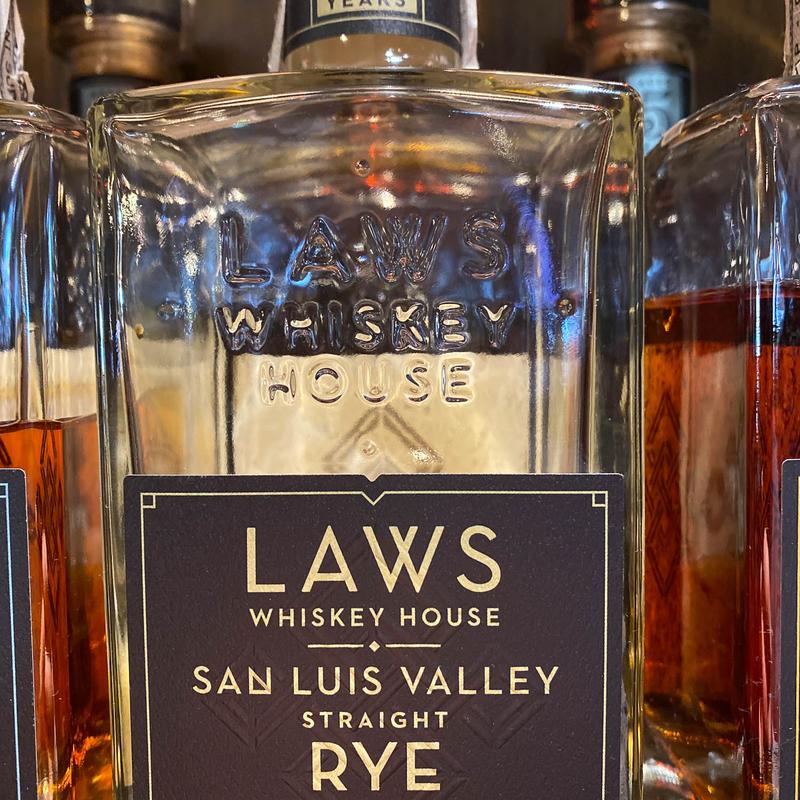 YEARS
LAWS
WHISKEY
HOUSE
LAWS
WHISKEY HOUSE
SAN LUIS VALLEY
STRAIGHT
RYE